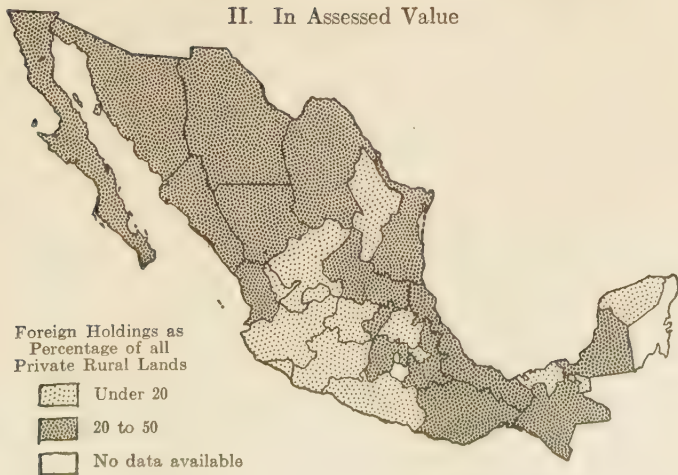 II. In Assessed Value
Foreign Holdings as
Percentage of all
Private Rural Lands
Under 20
20 to 50
No data available